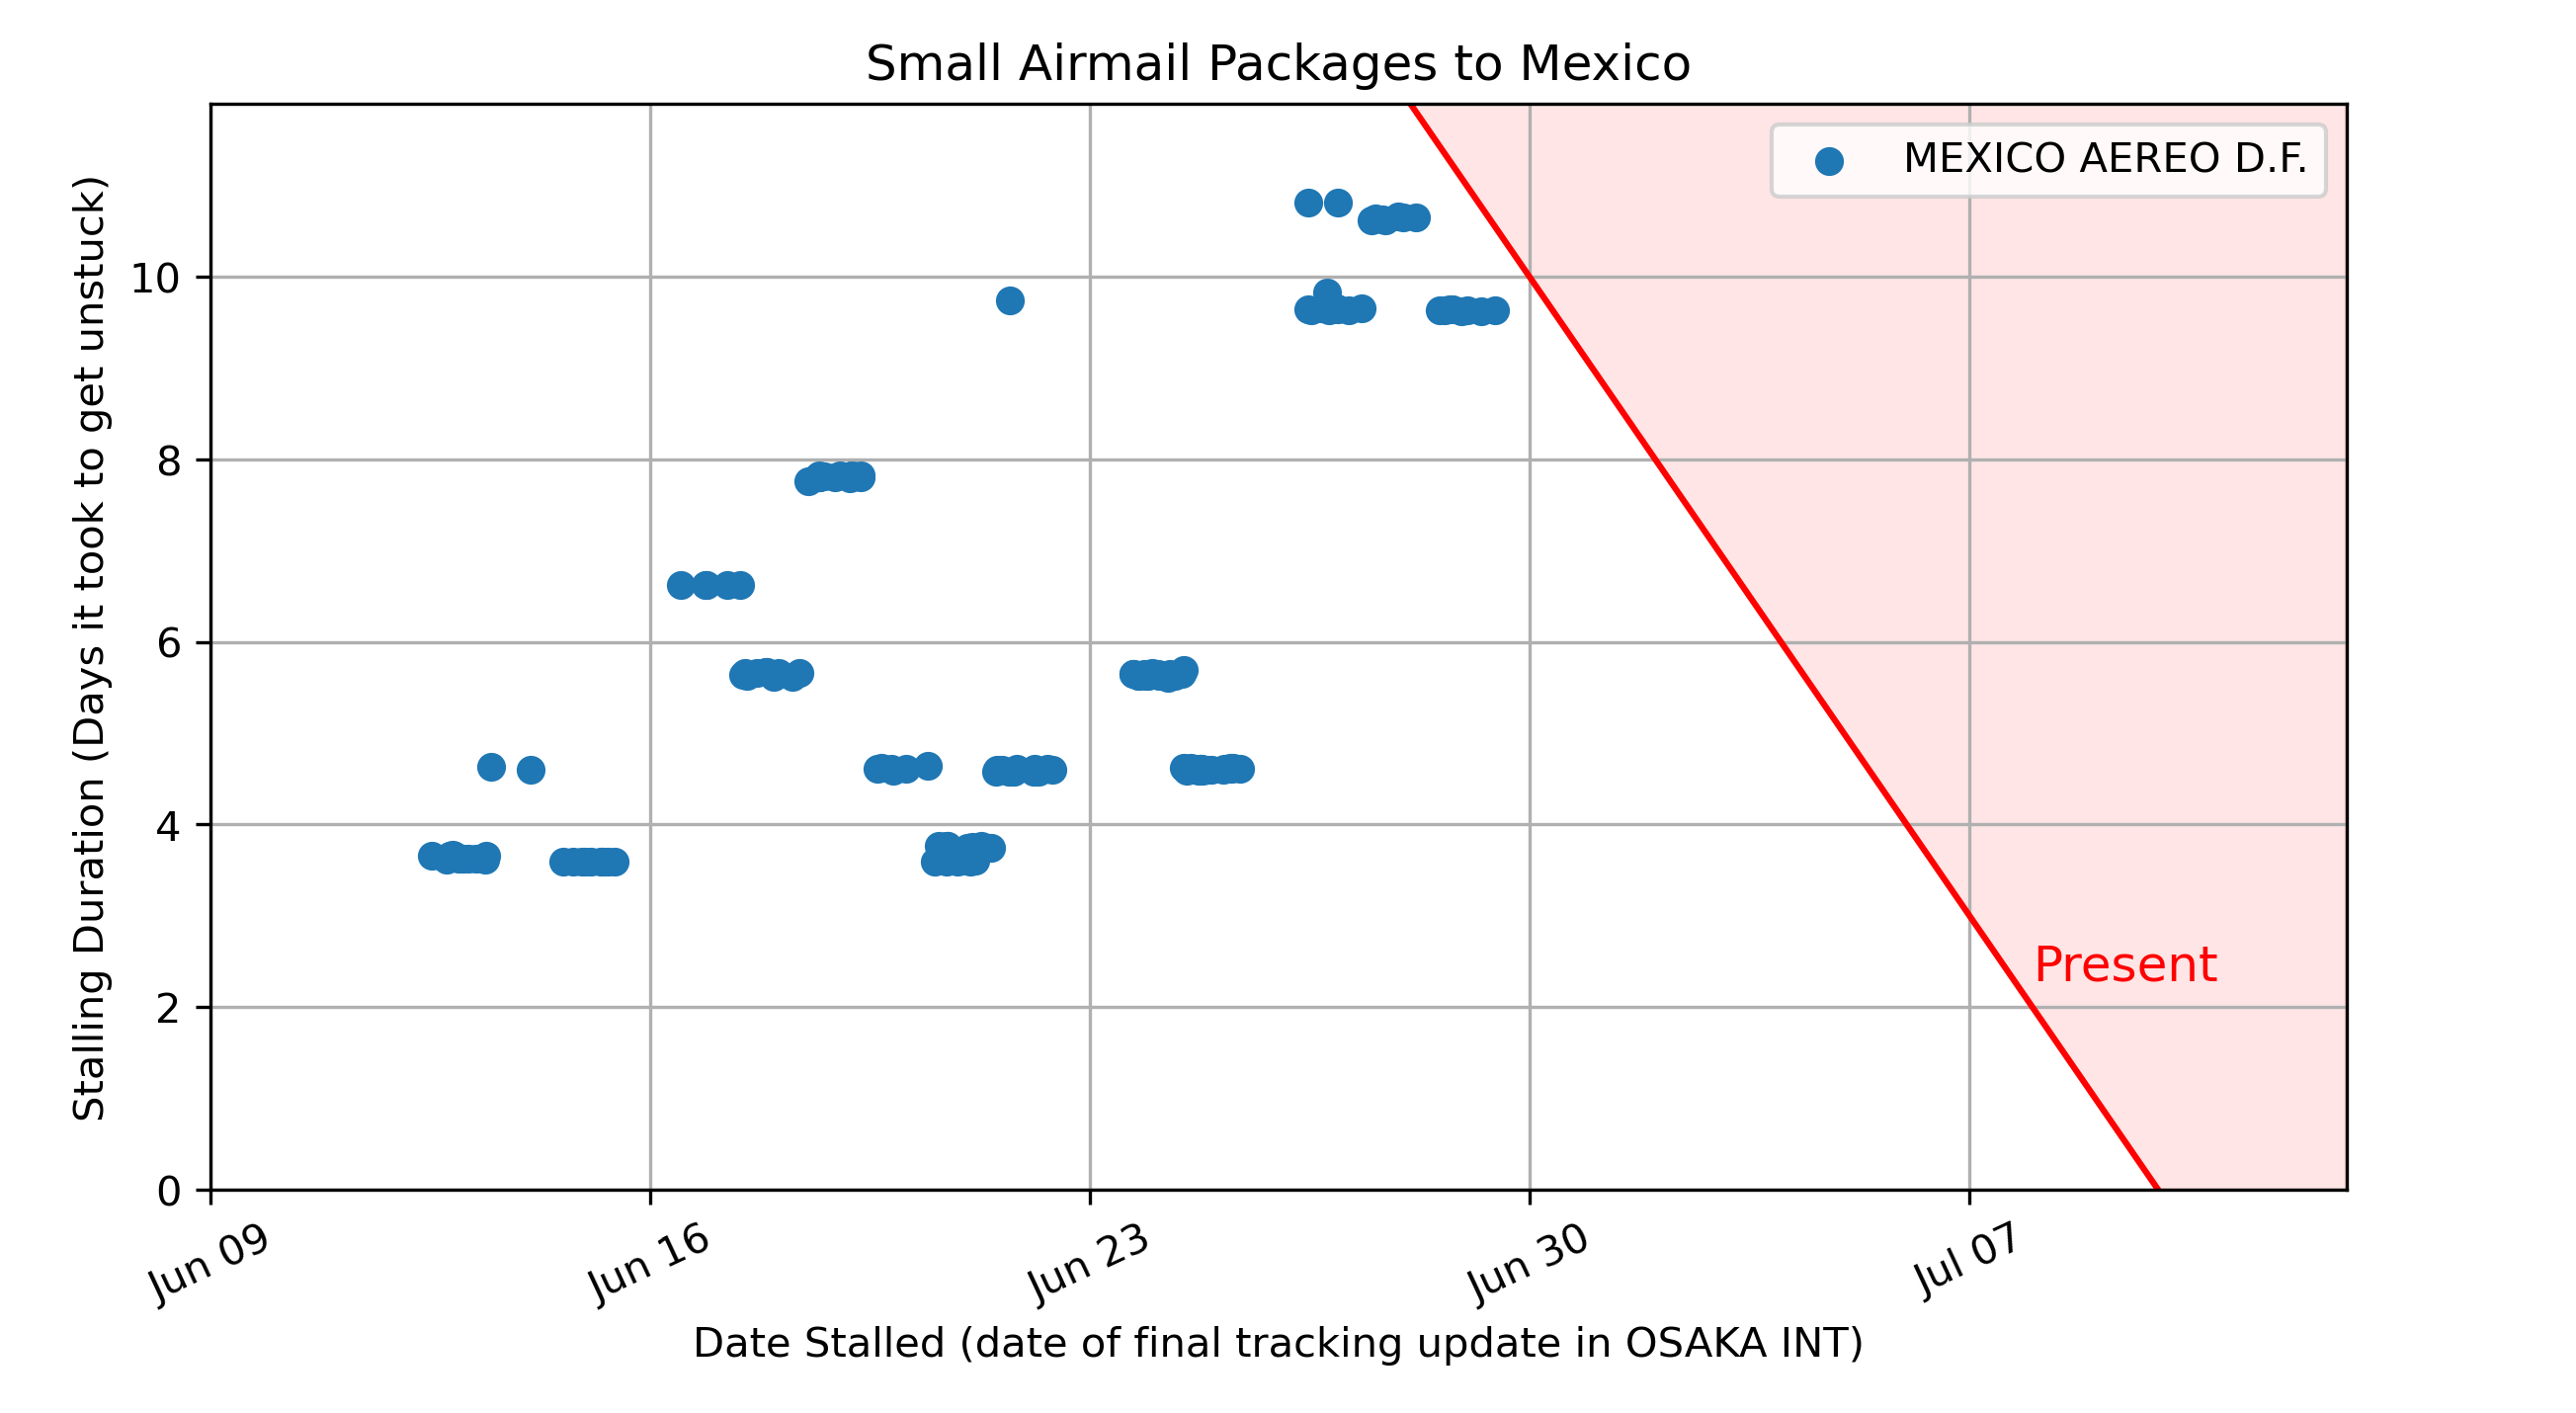 Small Airmail Packages to Mexico
MEXICO AEREO D.F.
Stalling Duration (Days it took to get unstuck)
10
8
6
4
2
0
Present
Jun 09
Jun 16
Jun 23
Jun 30
Jul 07
Date Stalled (date of final tracking update in OSAKA INT)